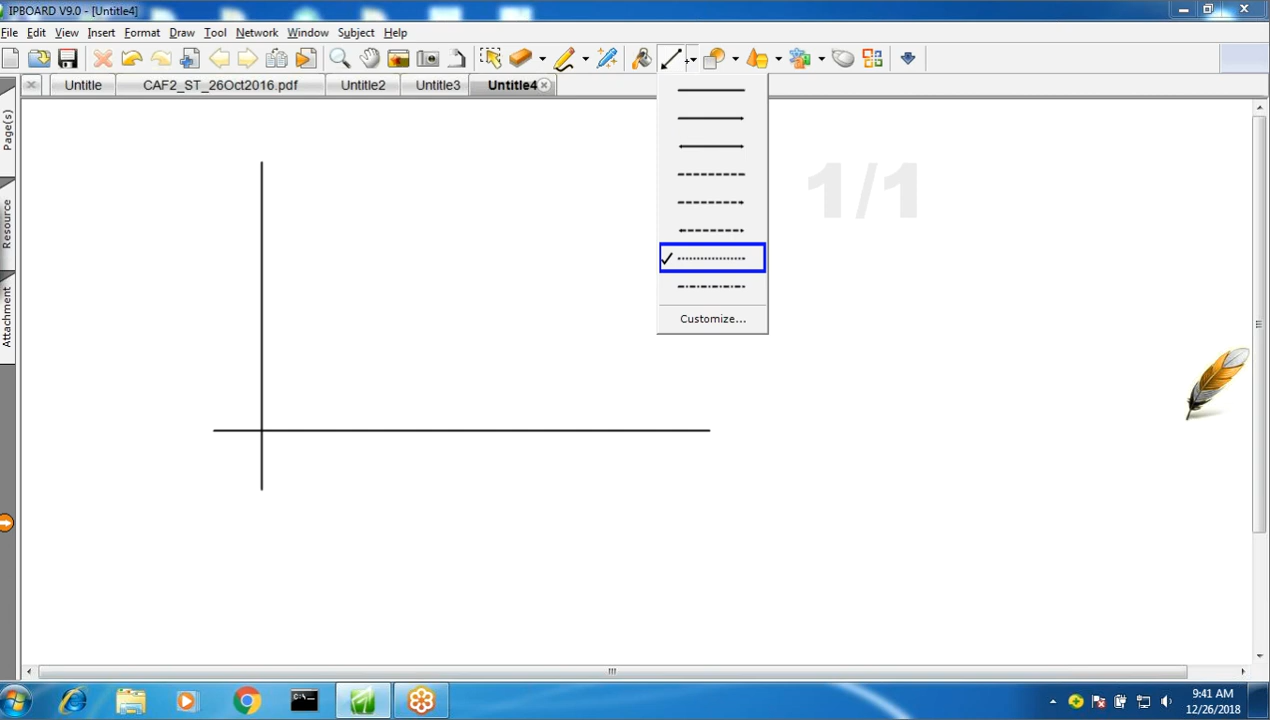 IPBOARD V9.0 - [Untitle4]
File Edit View Insert Format Draw Tool Network Window Subject Help
Untitle CAF2_ST_26Oct2016.pdf Untitle2 Untitle3 Untitle4
Page(s)
Resource
Attachment
1/1
Customize...
9:41 AM
12/26/2018